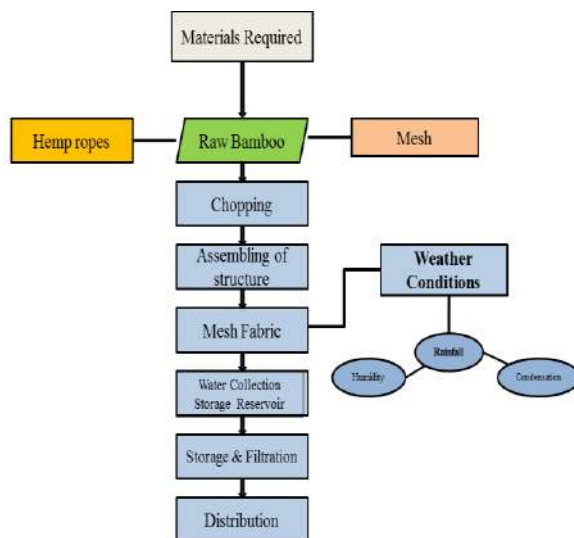 Materials Required
Hemp ropes
Raw Bamboo
Mesh
Chopping
Assembling of
structure
Weather
Conditions
Mesh Fabric
Rainfall
Humidity
Condensation
Water Collection
Storage Reservoir
Storage & Filtration
Distribution